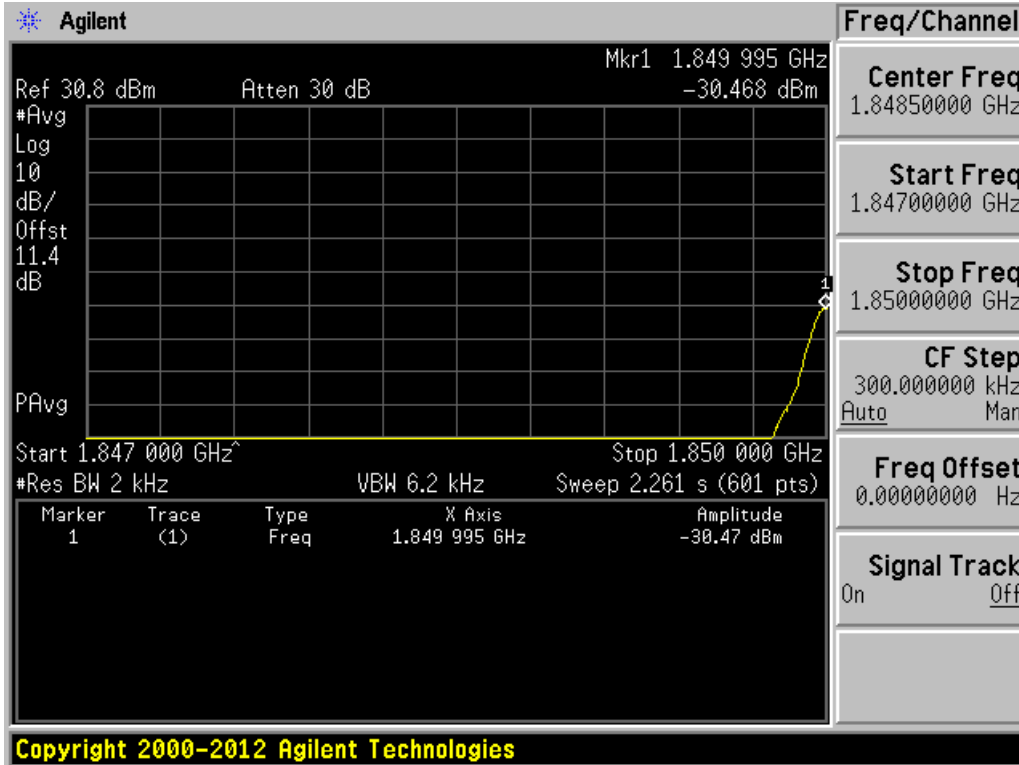 Agilent
Freq/Channel
Mkr1 1.849 995 GHz
Ref 30.8 dBm Atten 30 dB -30.468 dBm
#Avg
Log
10
dB/
Offst
11.4
dB
1
PAvg
Start 1.847 000 GHz^ Stop 1.850 000 GHz
#Res BW 2 kHz VBW 6.2 kHz Sweep 2.261 s (601 pts)
Marker Trace Type X Axis Amplitude
1 (1) Freq 1.849 995 GHz -30.47 dBm
Center Freq
1.84850000 GHz
Start Freq
1.84700000 GHz
Stop Freq
1.85000000 GHz
CF Step
300.000000 kHz
Auto Man
Freq Offset
0.00000000 Hz
Signal Track
On Off
Copyright 2000-2012 Agilent Technologies